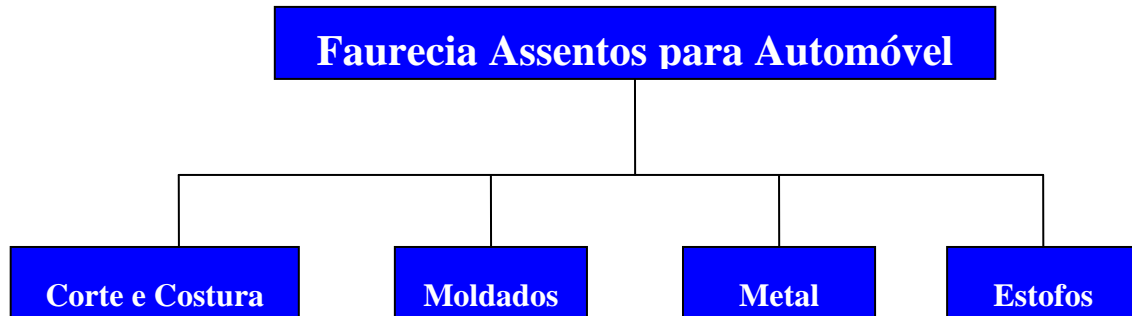 Faurecia Assentos para Automóvel
Corte e Costura
Moldados
Metal
Estofos